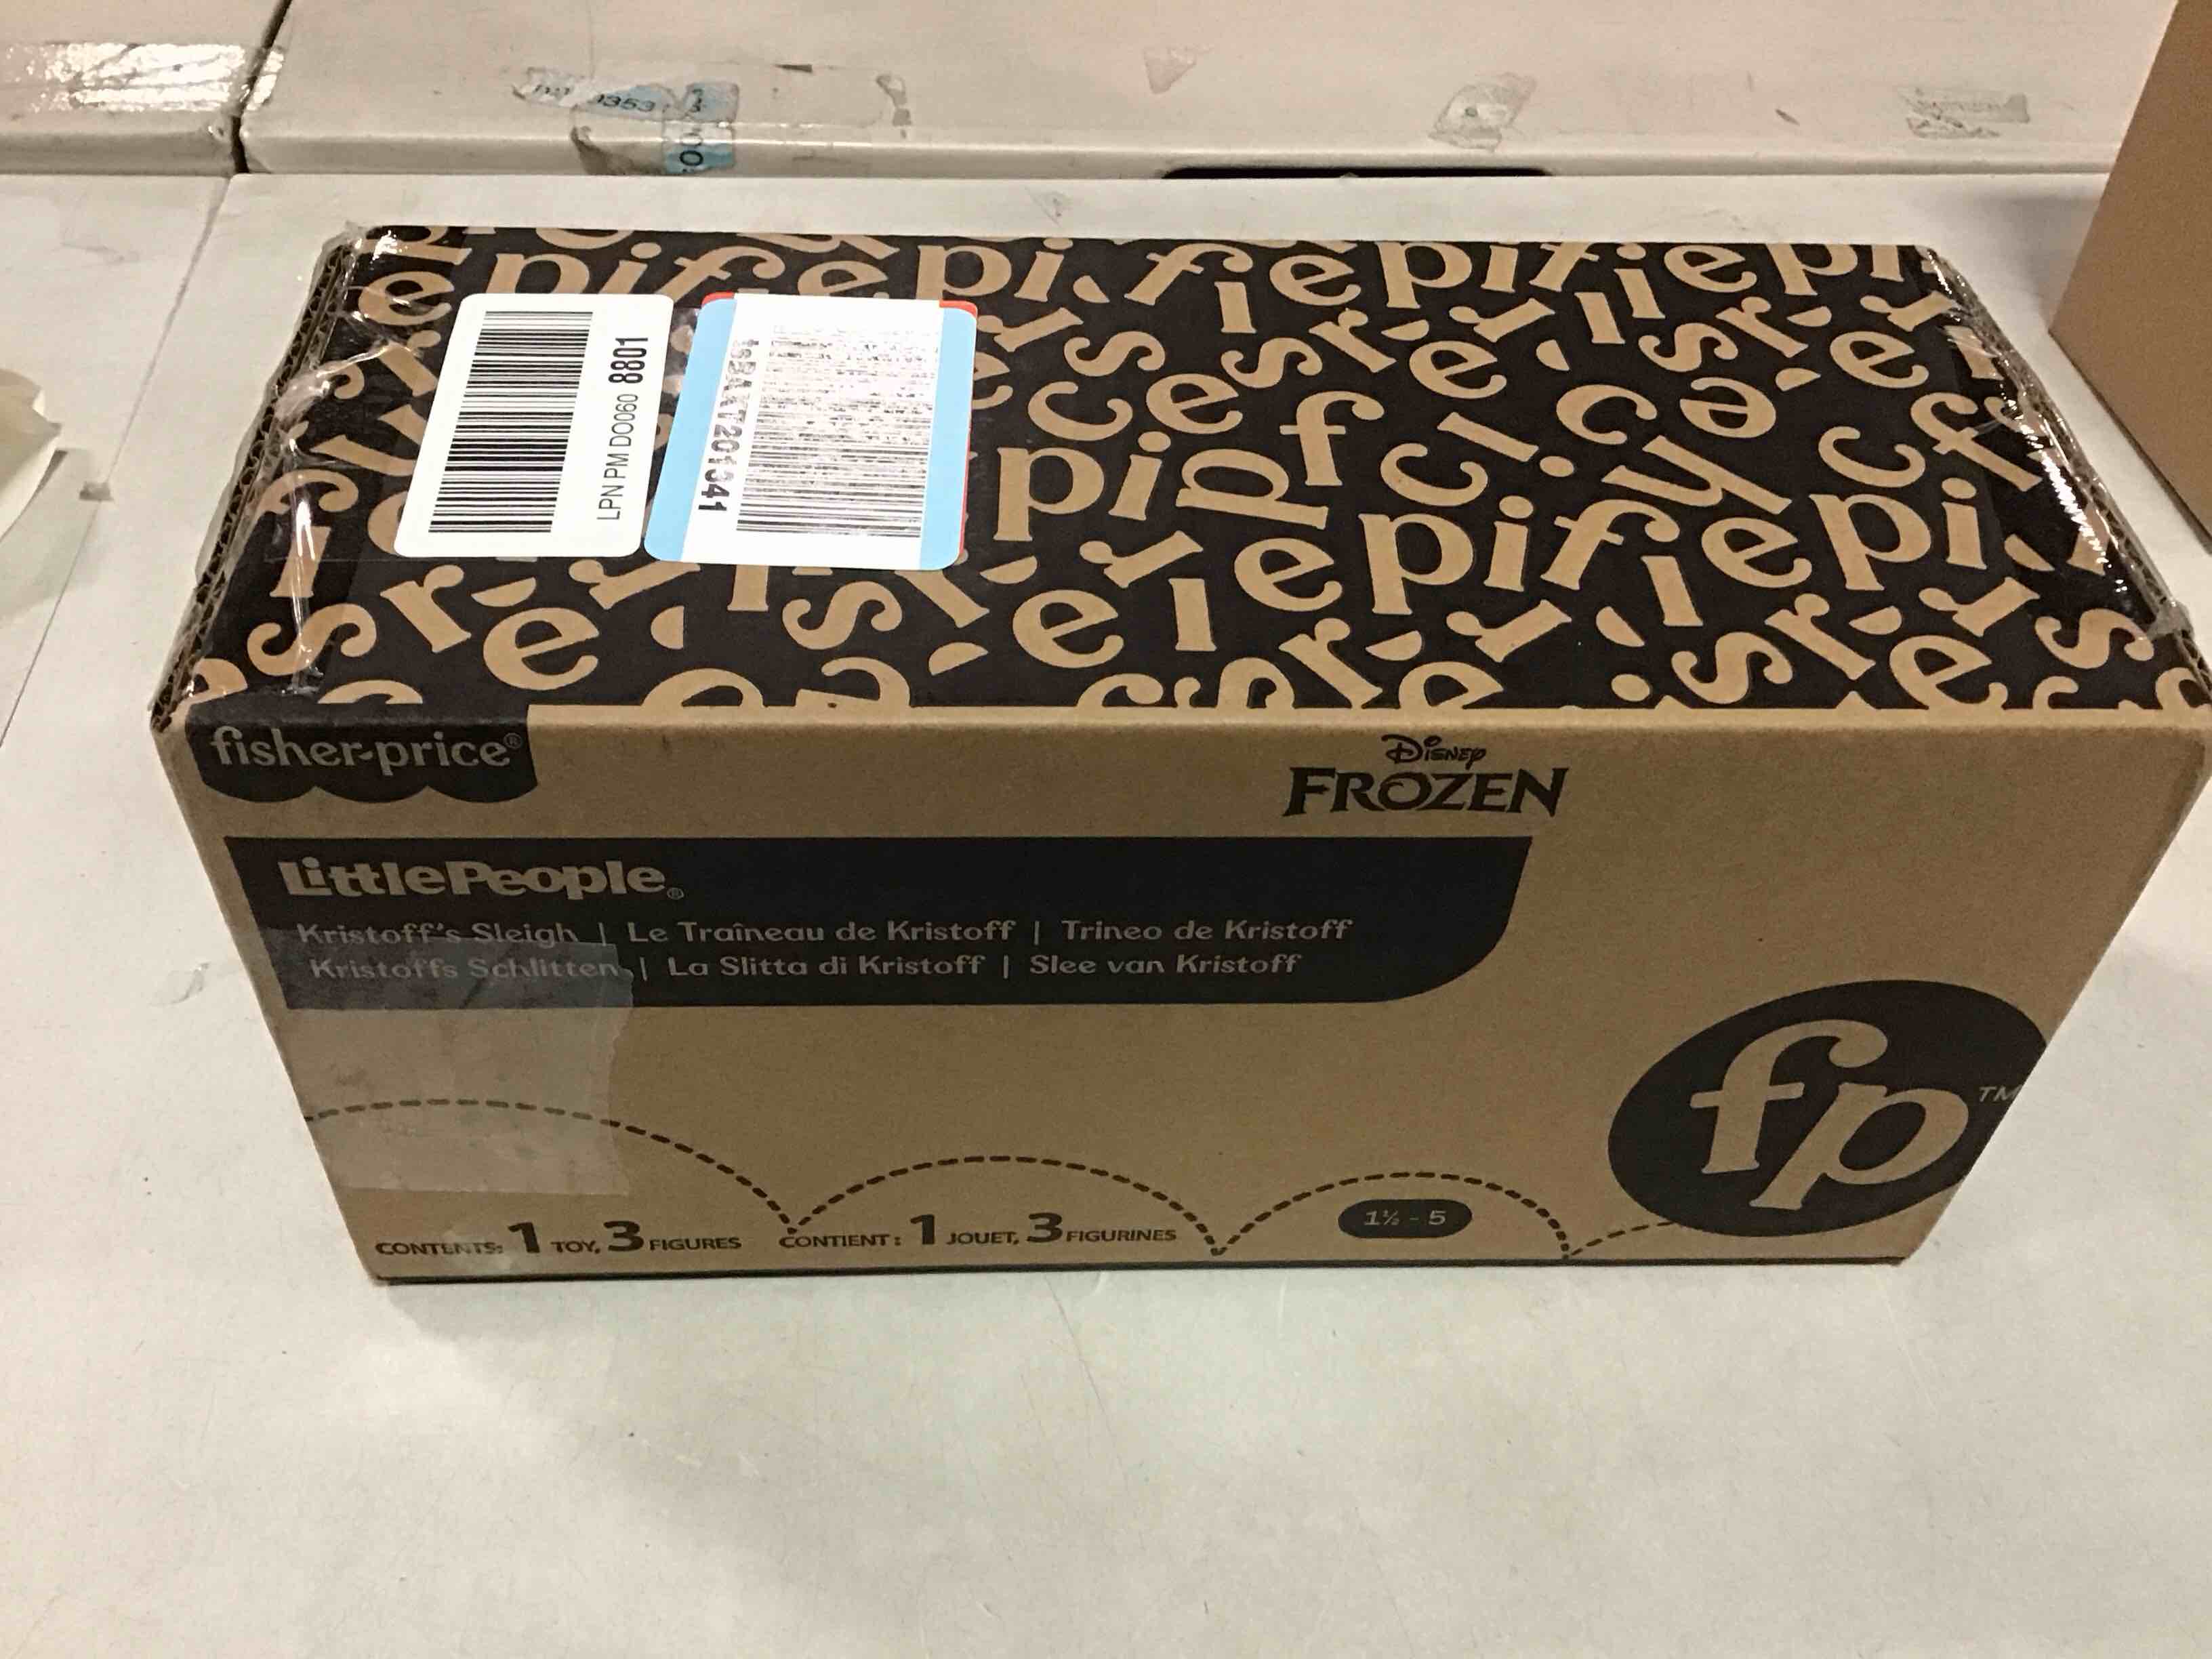 LPN PM D0060 8801
fisher-price®
Disney
FROZEN
LittlePeople®
Kristoff's Sleigh | Le Traîneau de Kristoff | Trineo de Kristoff
Kristoffs Schlitten | La Slitta di Kristoff | Slee van Kristoff
fp™
CONTENTS: 1 TOY, 3 FIGURES CONTIENT : 1 JOUET, 3 FIGURINES
1½ - 5